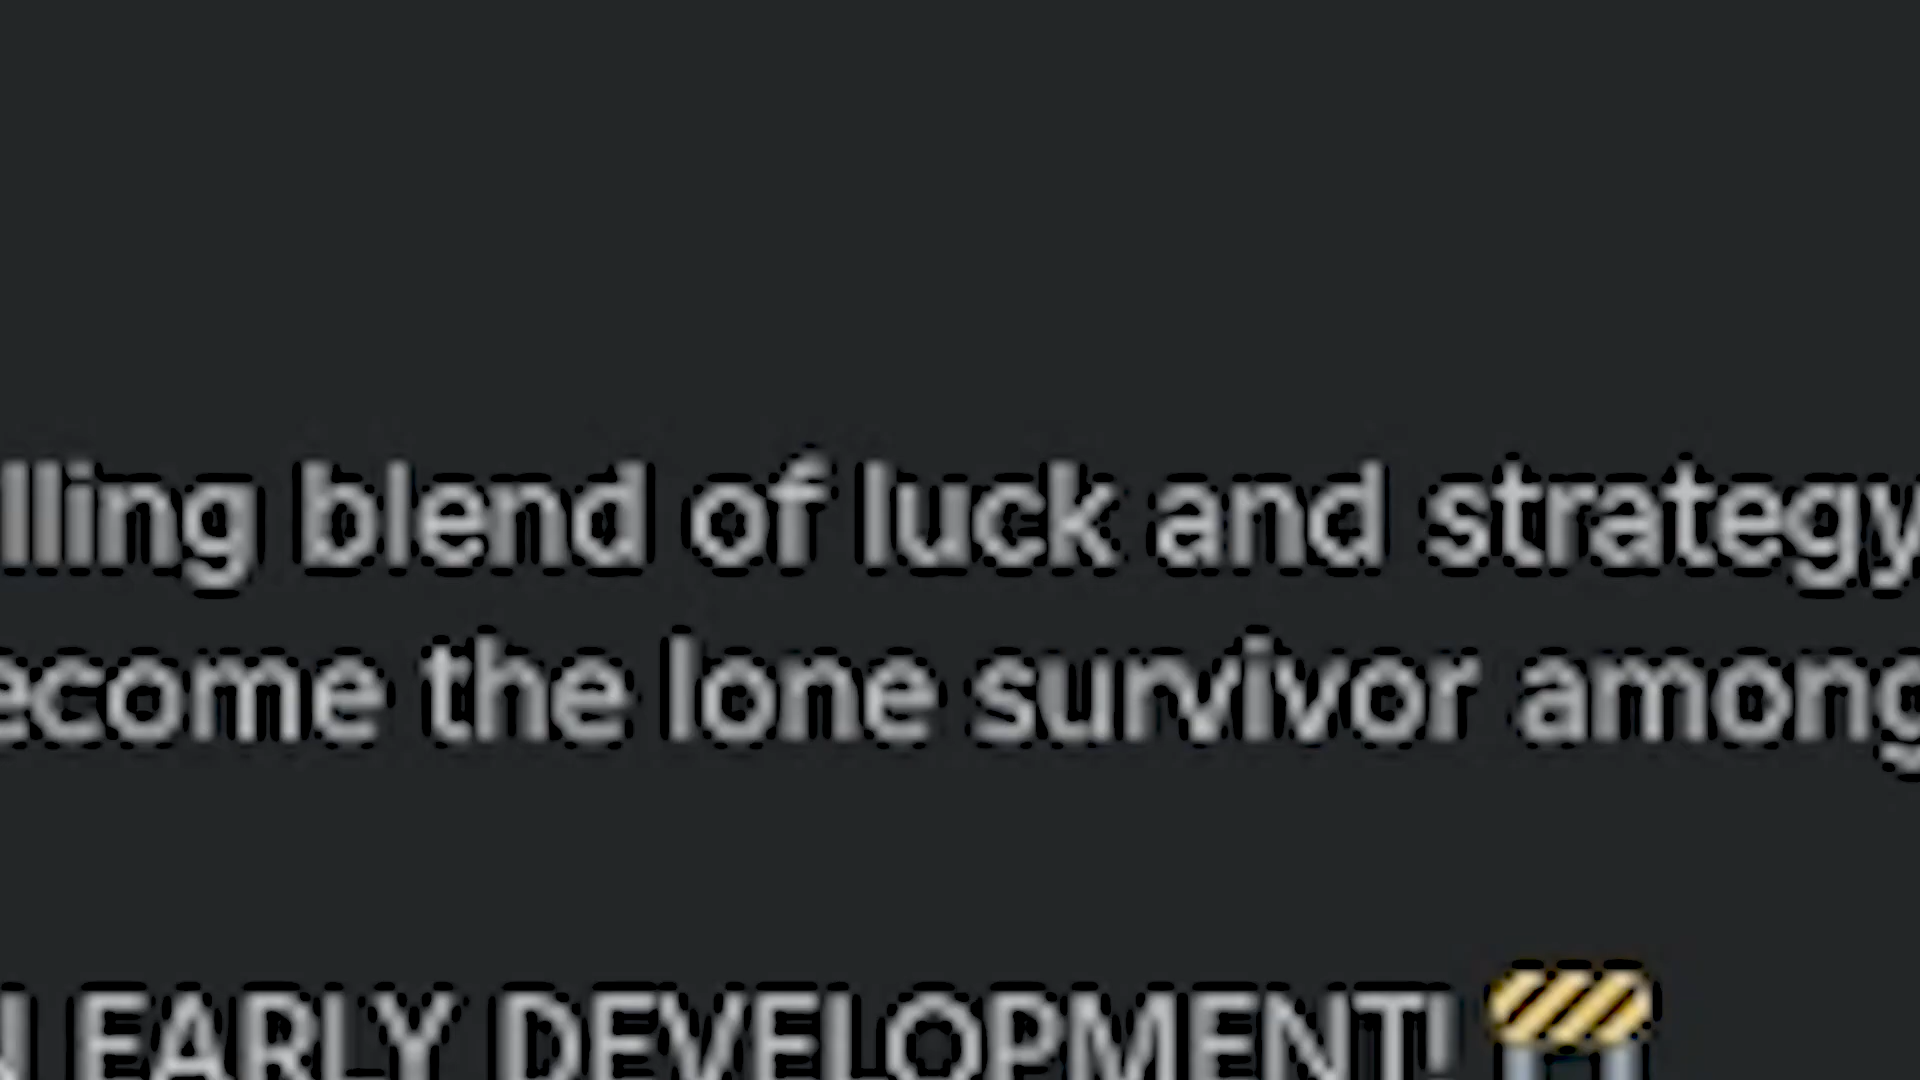 lling blend of luck and strategy
ecome the lone survivor among
N EARLY DEVELOPMENT! 🚧